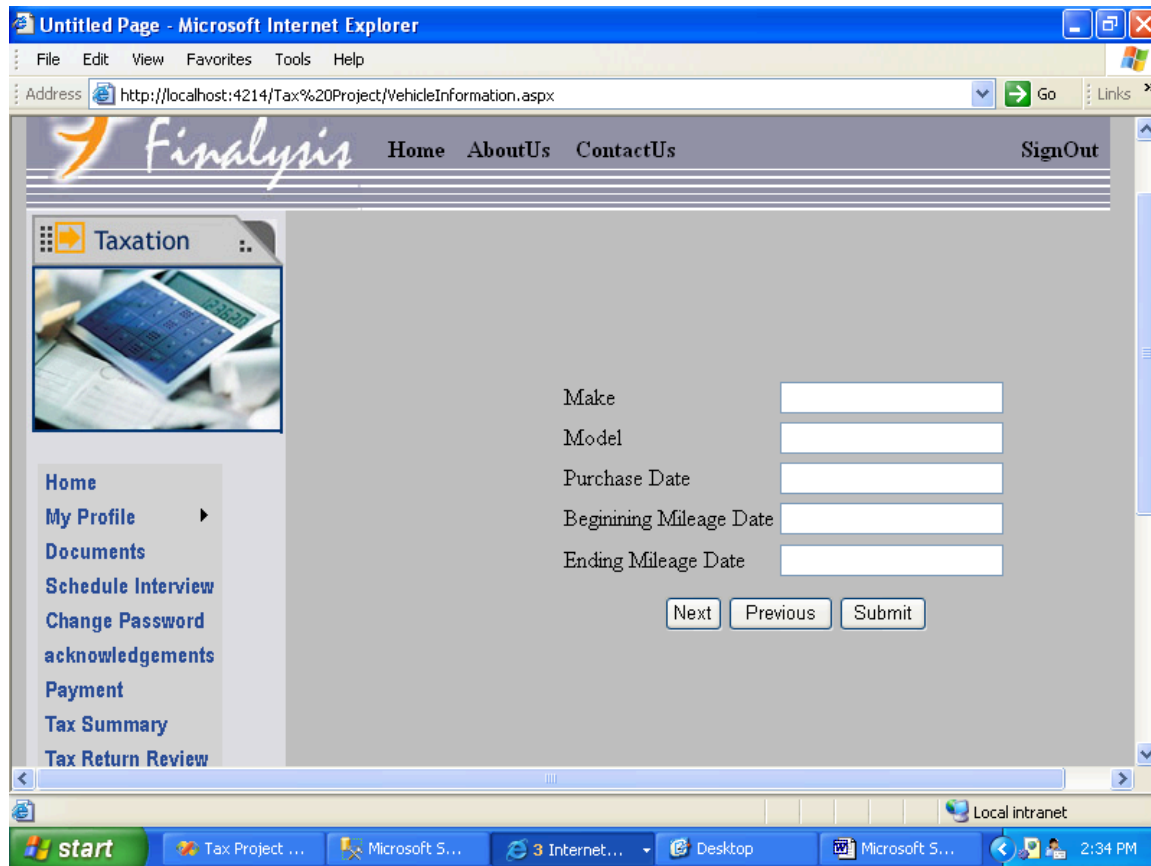 Untitled Page - Microsoft Internet Explorer
File Edit View Favorites Tools Help
Address http://localhost:4214/Tax%20Project/VehicleInformation.aspx Go Links »
Finalysis Home AboutUs ContactUs SignOut
Taxation
123620
Home
My Profile
Documents
Schedule Interview
Change Password
acknowledgements
Payment
Tax Summary
Tax Return Review
Make
Model
Purchase Date
Beginining Mileage Date
Ending Mileage Date
Next Previous Submit
Local intranet
start Tax Project ... Microsoft S... 3 Internet... Desktop Microsoft S... 2:34 PM